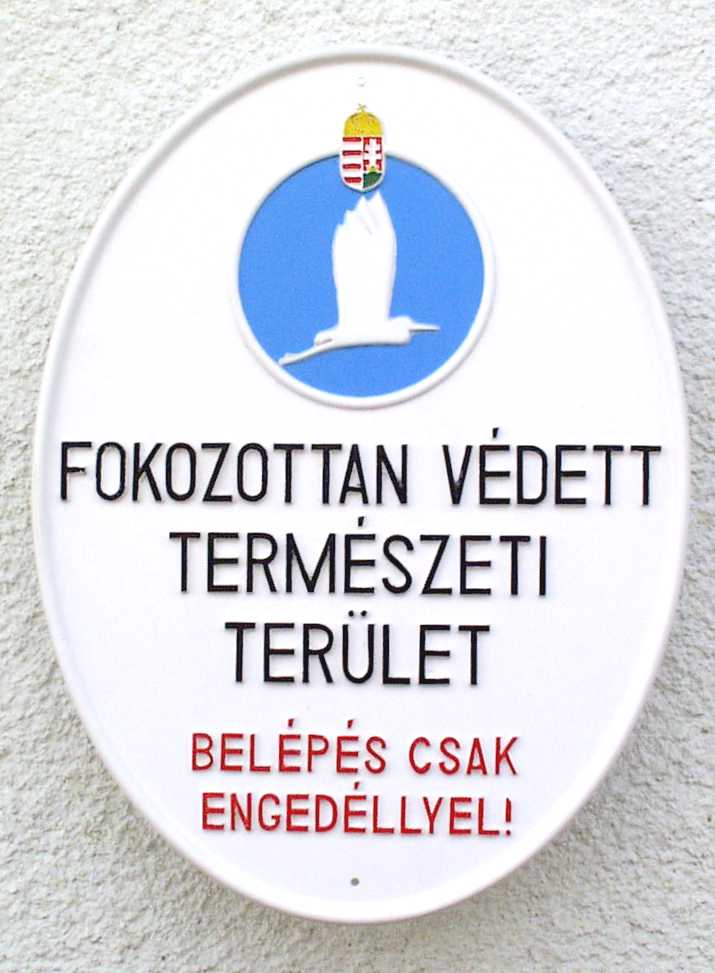 FOKOZOTTAN VÉDETT
TERMÉSZETI
TERÜLET
BELÉPÉS CSAK
ENGEDÉLLYEL!